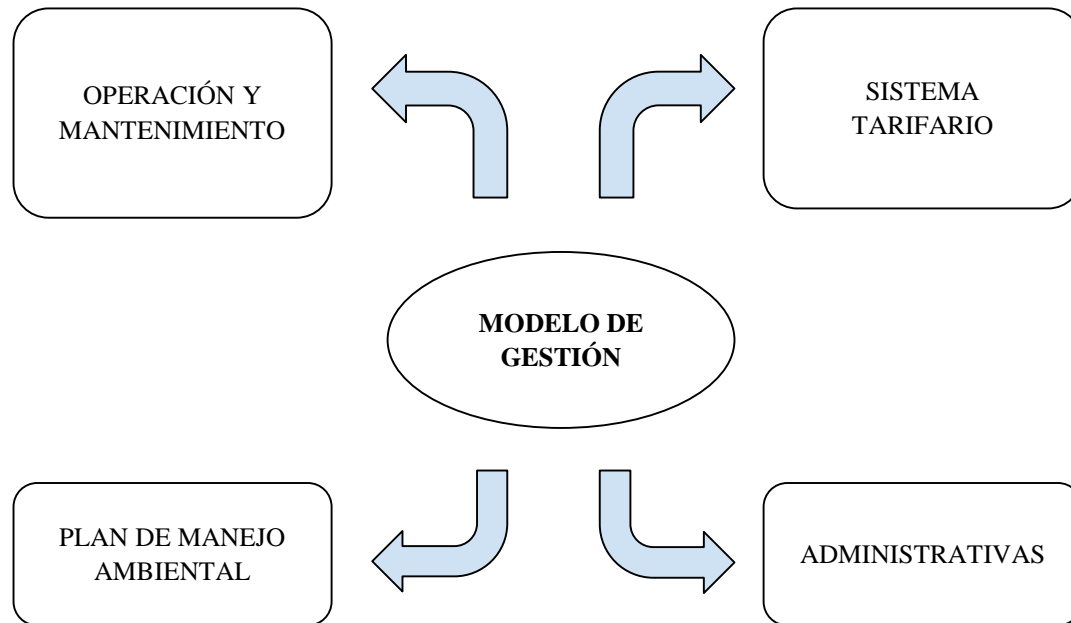 OPERACIÓN Y
MANTENIMIENTO
SISTEMA
TARIFARIO
MODELO DE
GESTIÓN
PLAN DE MANEJO
AMBIENTAL
ADMINISTRATIVAS